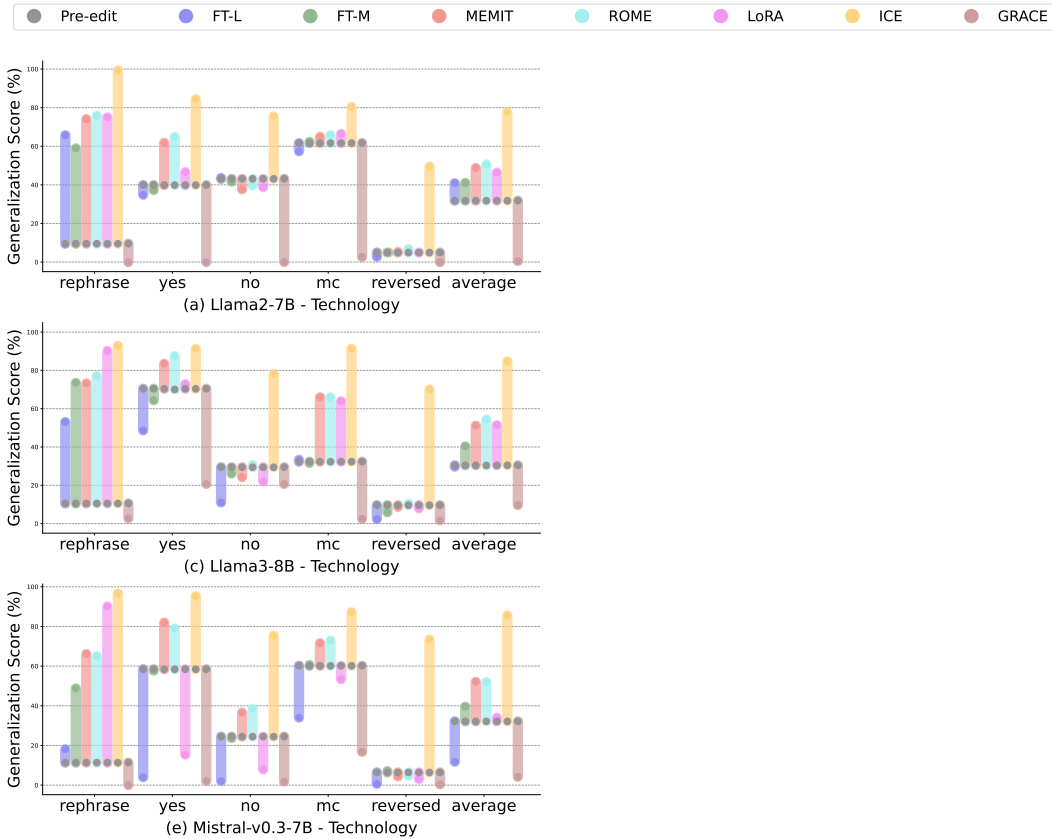 Pre-edit FT-L FT-M MEMIT ROME LoRA ICE GRACE
Generalization Score (%)
100
80
60
40
20
0
rephrase yes no mc reversed average
(a) Llama2-7B - Technology
Generalization Score (%)
100
80
60
40
20
0
rephrase yes no mc reversed average
(c) Llama3-8B - Technology
Generalization Score (%)
100
80
60
40
20
0
rephrase yes no mc reversed average
(e) Mistral-v0.3-7B - Technology